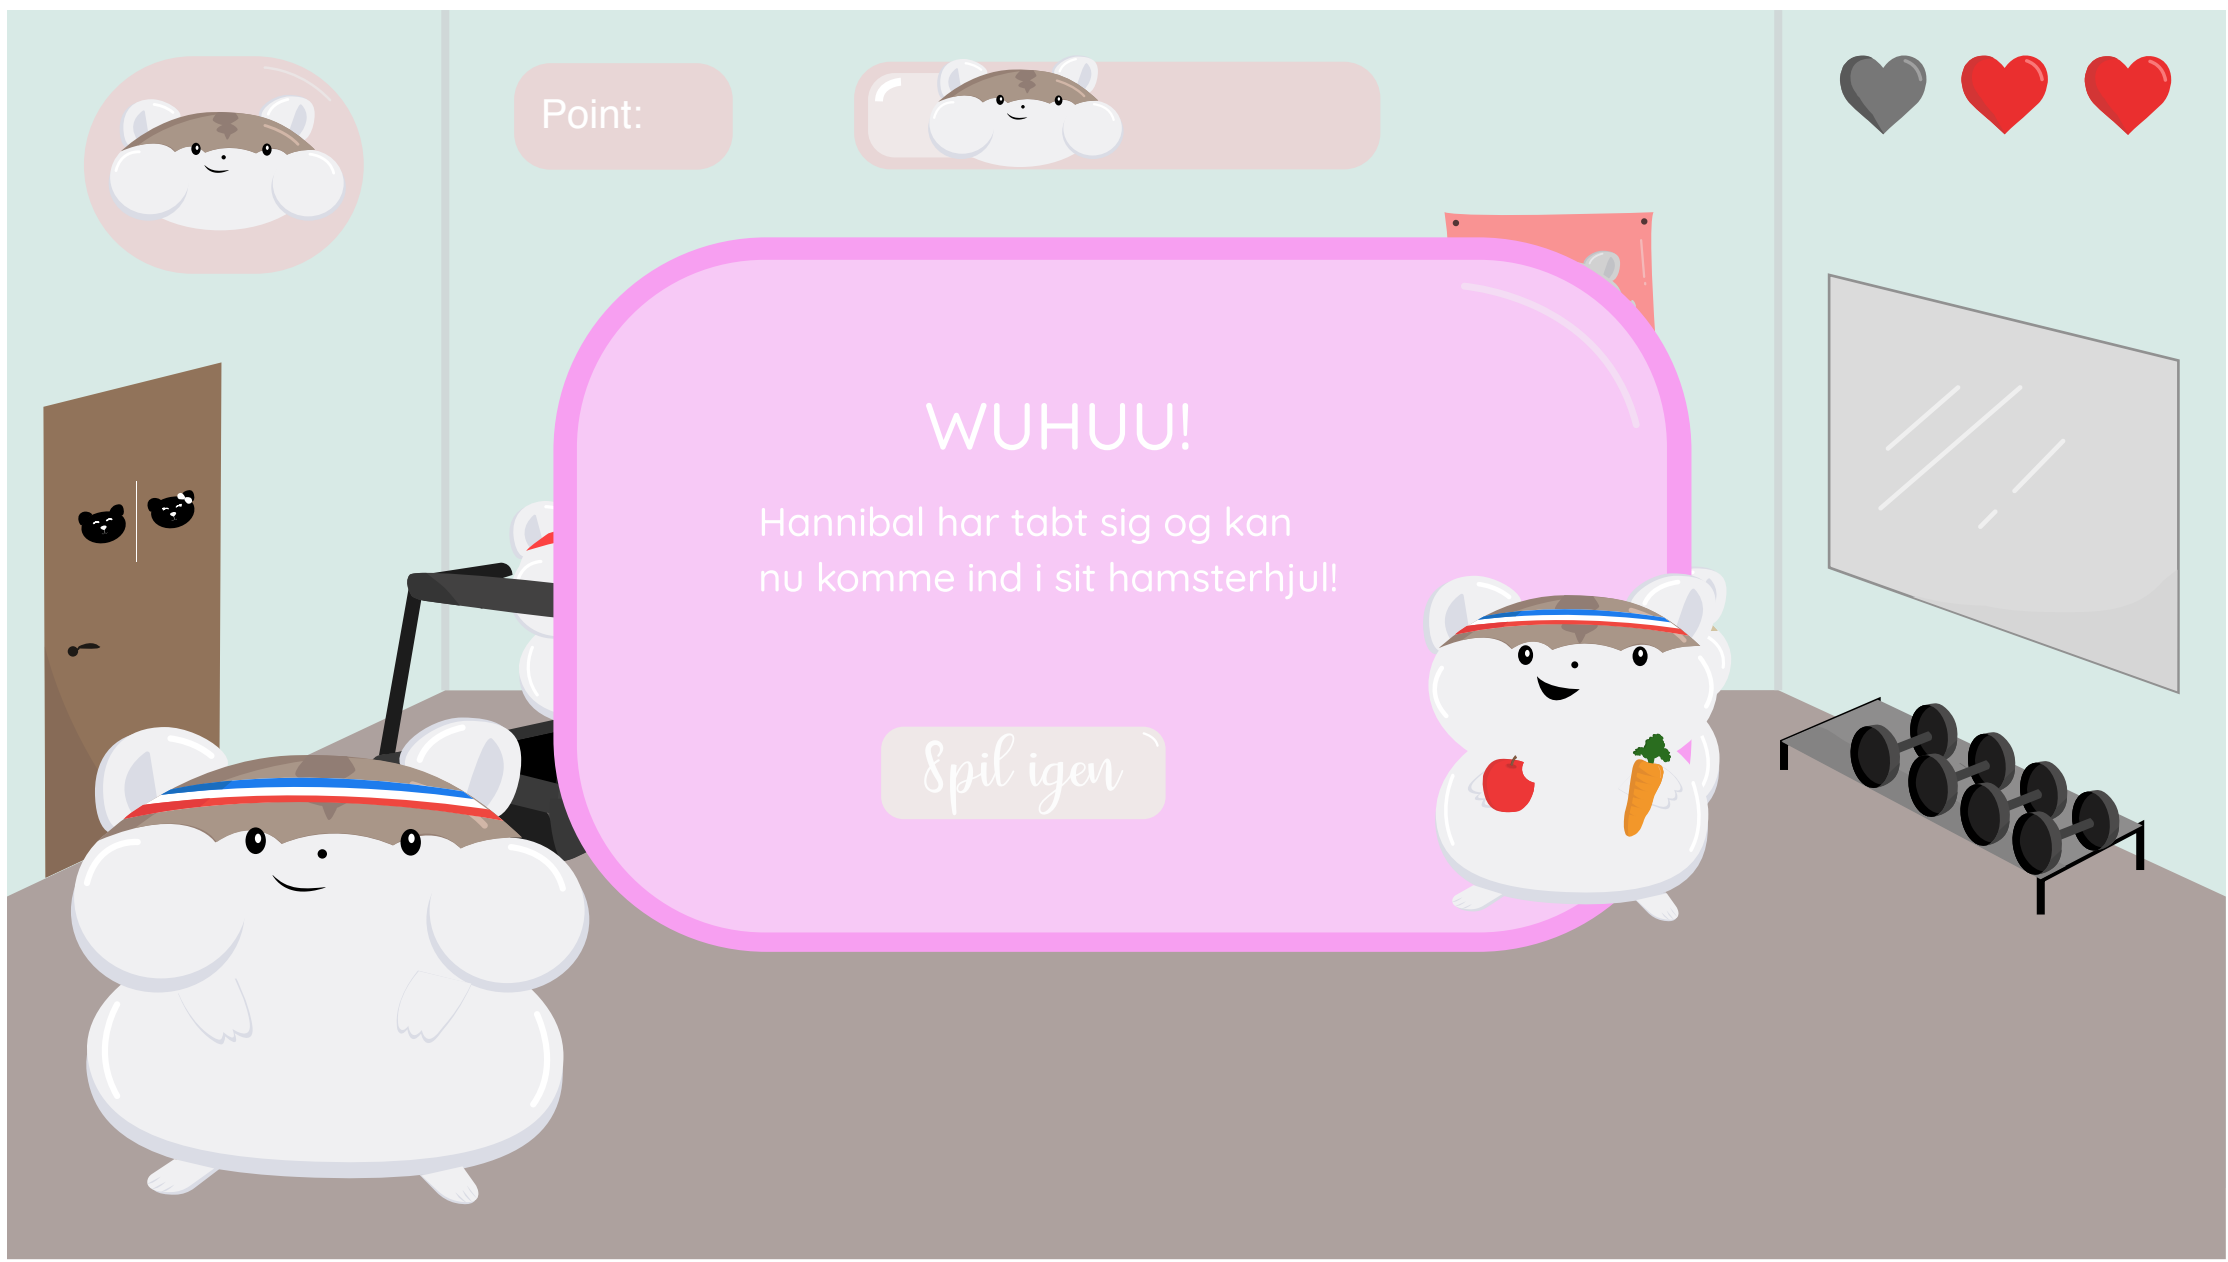 Point:
WUHUU!
Hannibal har tabt sig og kan
nu komme ind i sit hamsterhjul!
Spil igen